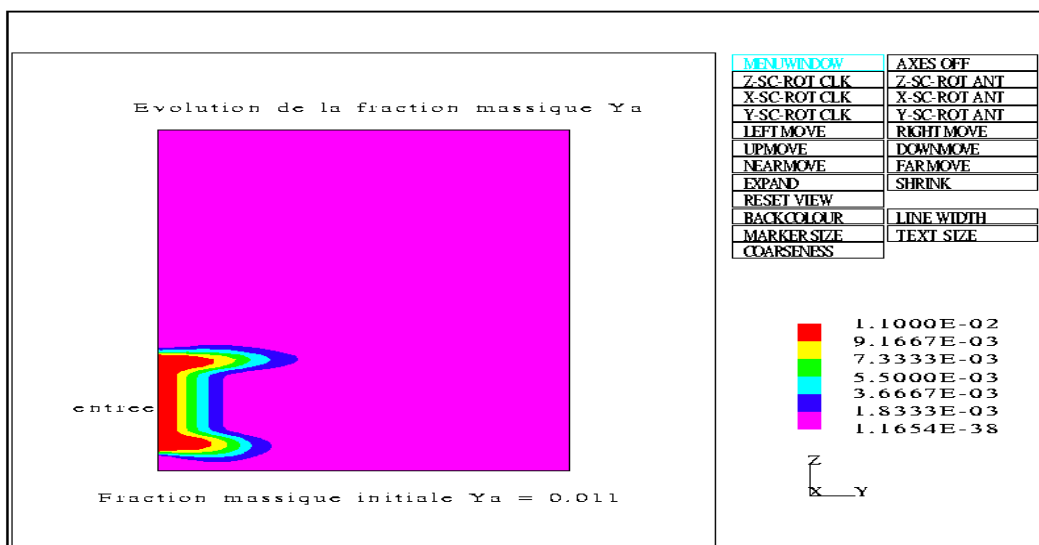 MENUWINDOW AXES OFF
Z-SC-ROT CLK Z-SC-ROT ANT
X-SC-ROT CLK X-SC-ROT ANT
Y-SC-ROT CLK Y-SC-ROT ANT
LEFT MOVE RIGHT MOVE
UPMOVE DOWNMOVE
NEARMOVE FARMOVE
EXPAND SHRINK
RESET VIEW
BACKCOLOUR LINE WIDTH
MARKER SIZE TEXT SIZE
COARSENESS
Evolution de la fraction massique Ya
entree
Fraction massique initiale Ya = 0.011
1.1000E-02
9.1667E-03
7.3333E-03
5.5000E-03
3.6667E-03
1.8333E-03
1.1654E-38
Z
X Y